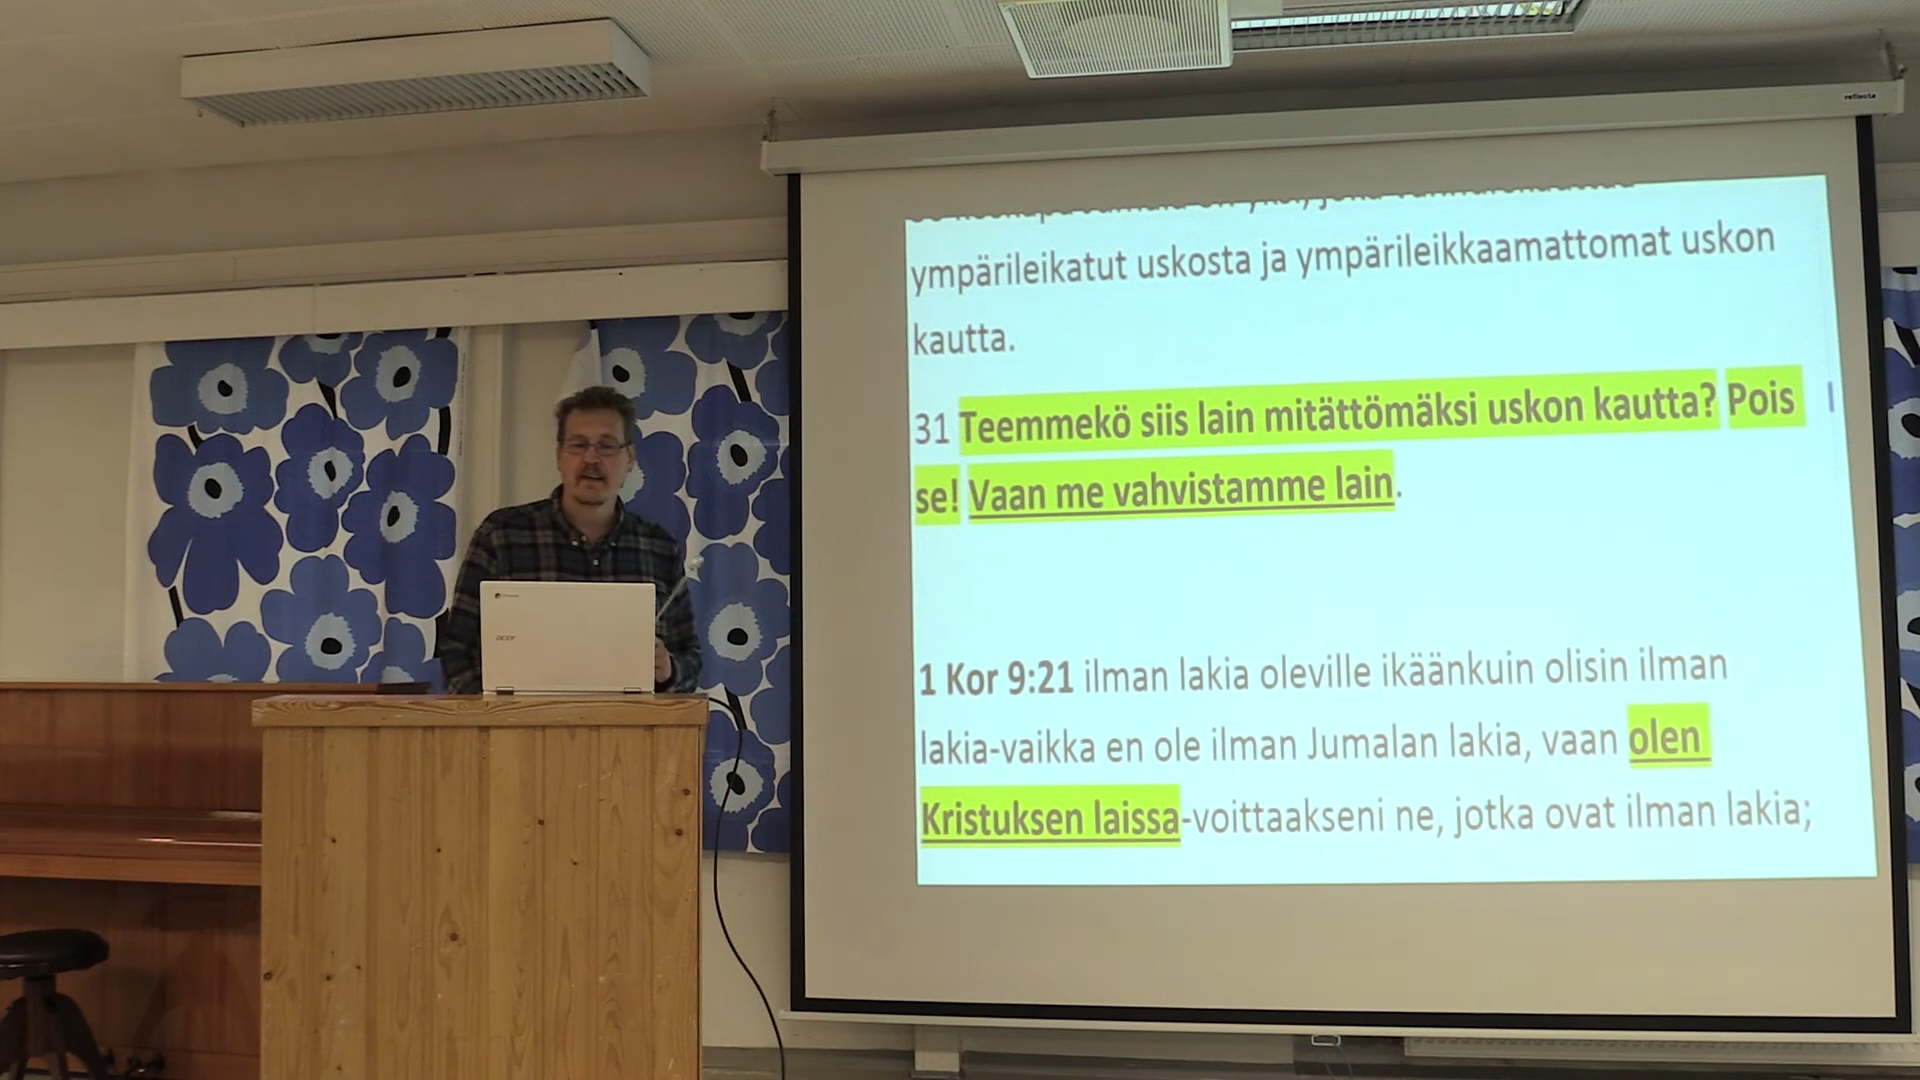 reflecta
ympärileikatut uskosta ja ympärileikkaamattomat uskon
kautta.
31 Teemmekö siis lain mitättömäksi uskon kautta? Pois
se! Vaan me vahvistamme lain.
1 Kor 9:21 ilman lakia oleville ikäänkuin olisin ilman
lakia-vaikka en ole ilman Jumalan lakia, vaan olen
Kristuksen laissa-voittaakseni ne, jotka ovat ilman lakia;
acer